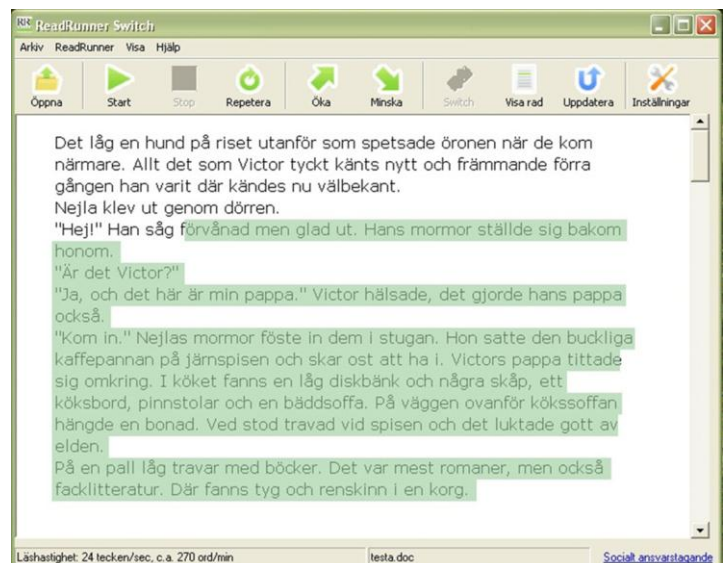 RR ReadRunner Switch
Arkiv ReadRunner Visa Hjälp
Öppna Start Stop Repetera Öka Minska Switch Visa rad Uppdatera Inställningar
Det låg en hund på riset utanför som spetsade öronen när de kom
närmare. Allt det som Victor tyckt känts nytt och främmande förra
gången han varit där kändes nu välbekant.
Nejla klev ut genom dörren.
"Hej!" Han såg förvånad men glad ut. Hans mormor ställde sig bakom
honom.
"Är det Victor?"
"Ja, och det här är min pappa." Victor hälsade, det gjorde hans pappa
också.
"Kom in." Nejlas mormor föste in dem i stugan. Hon satte den buckliga
kaffepannan på järnspisen och skar ost att ha i. Victors pappa tittade
sig omkring. I köket fanns en låg diskbänk och några skåp, ett
köksbord, pinnstolar och en bäddsoffa. På väggen ovanför kökssoffan
hängde en bonad. Ved stod travad vid spisen och det luktade gott av
elden.
På en pall låg travar med böcker. Det var mest romaner, men också
facklitteratur. Där fanns tyg och renskinn i en korg.
Läshastighet: 24 tecken/sec, c.a. 270 ord/min testa.doc Socialt ansvarstagande